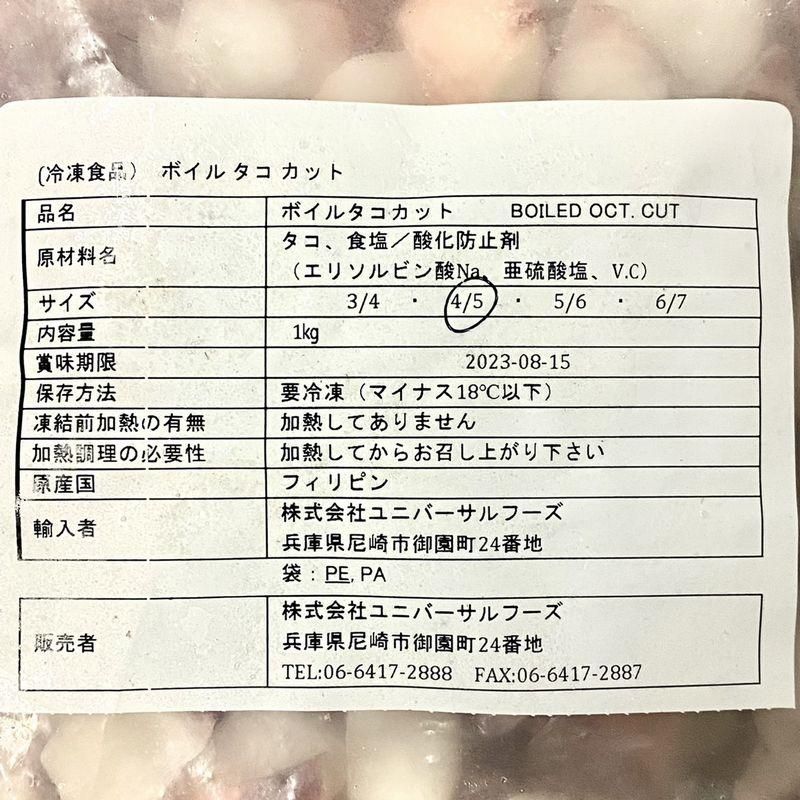 (冷凍食品） ボイル タコ カット
品名 ボイルタコカット BOILED OCT. CUT
原材料名 タコ、食塩／酸化防止剤
（エリソルビン酸Na、亜硫酸塩、V.C）
サイズ 3/4 ・ 4/5 ・ 5/6 ・ 6/7
内容量 1kg
賞味期限 2023-08-15
保存方法 要冷凍（マイナス18℃以下）
凍結前加熱の有無 加熱してありません
加熱調理の必要性 加熱してからお召し上がり下さい
原産国 フィリピン
輸入者 株式会社ユニバーサルフーズ
兵庫県尼崎市御園町24番地
袋：PE, PA
販売者 株式会社ユニバーサルフーズ
兵庫県尼崎市御園町24番地
TEL:06-6417-2888 FAX:06-6417-2887